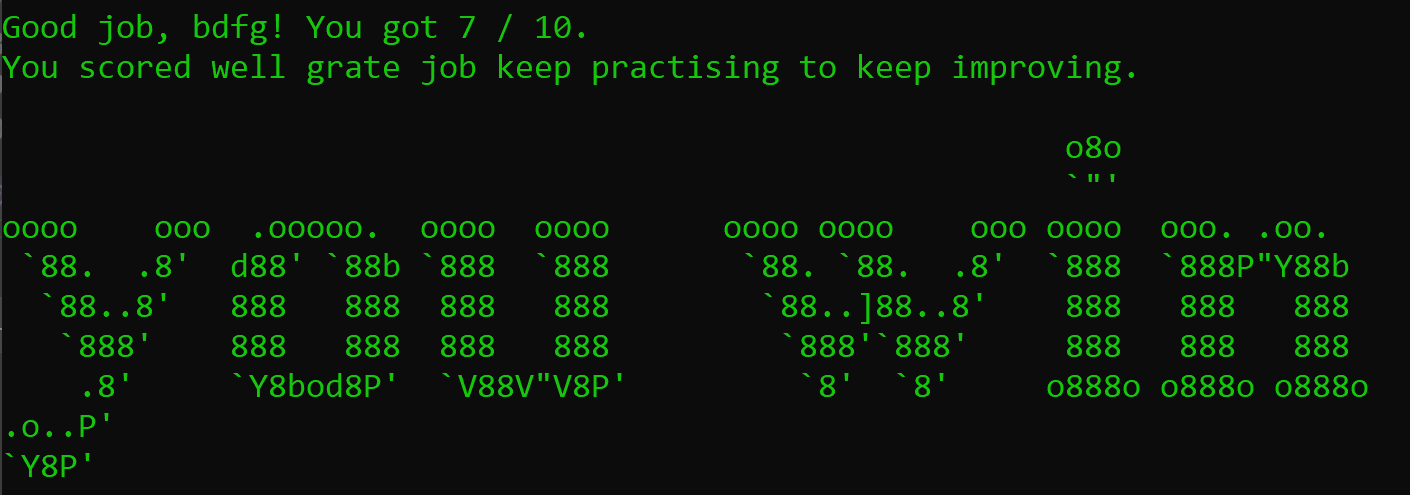 Good job, bdfg! You got 7 / 10.
You scored well grate job keep practising to keep improving.
you win